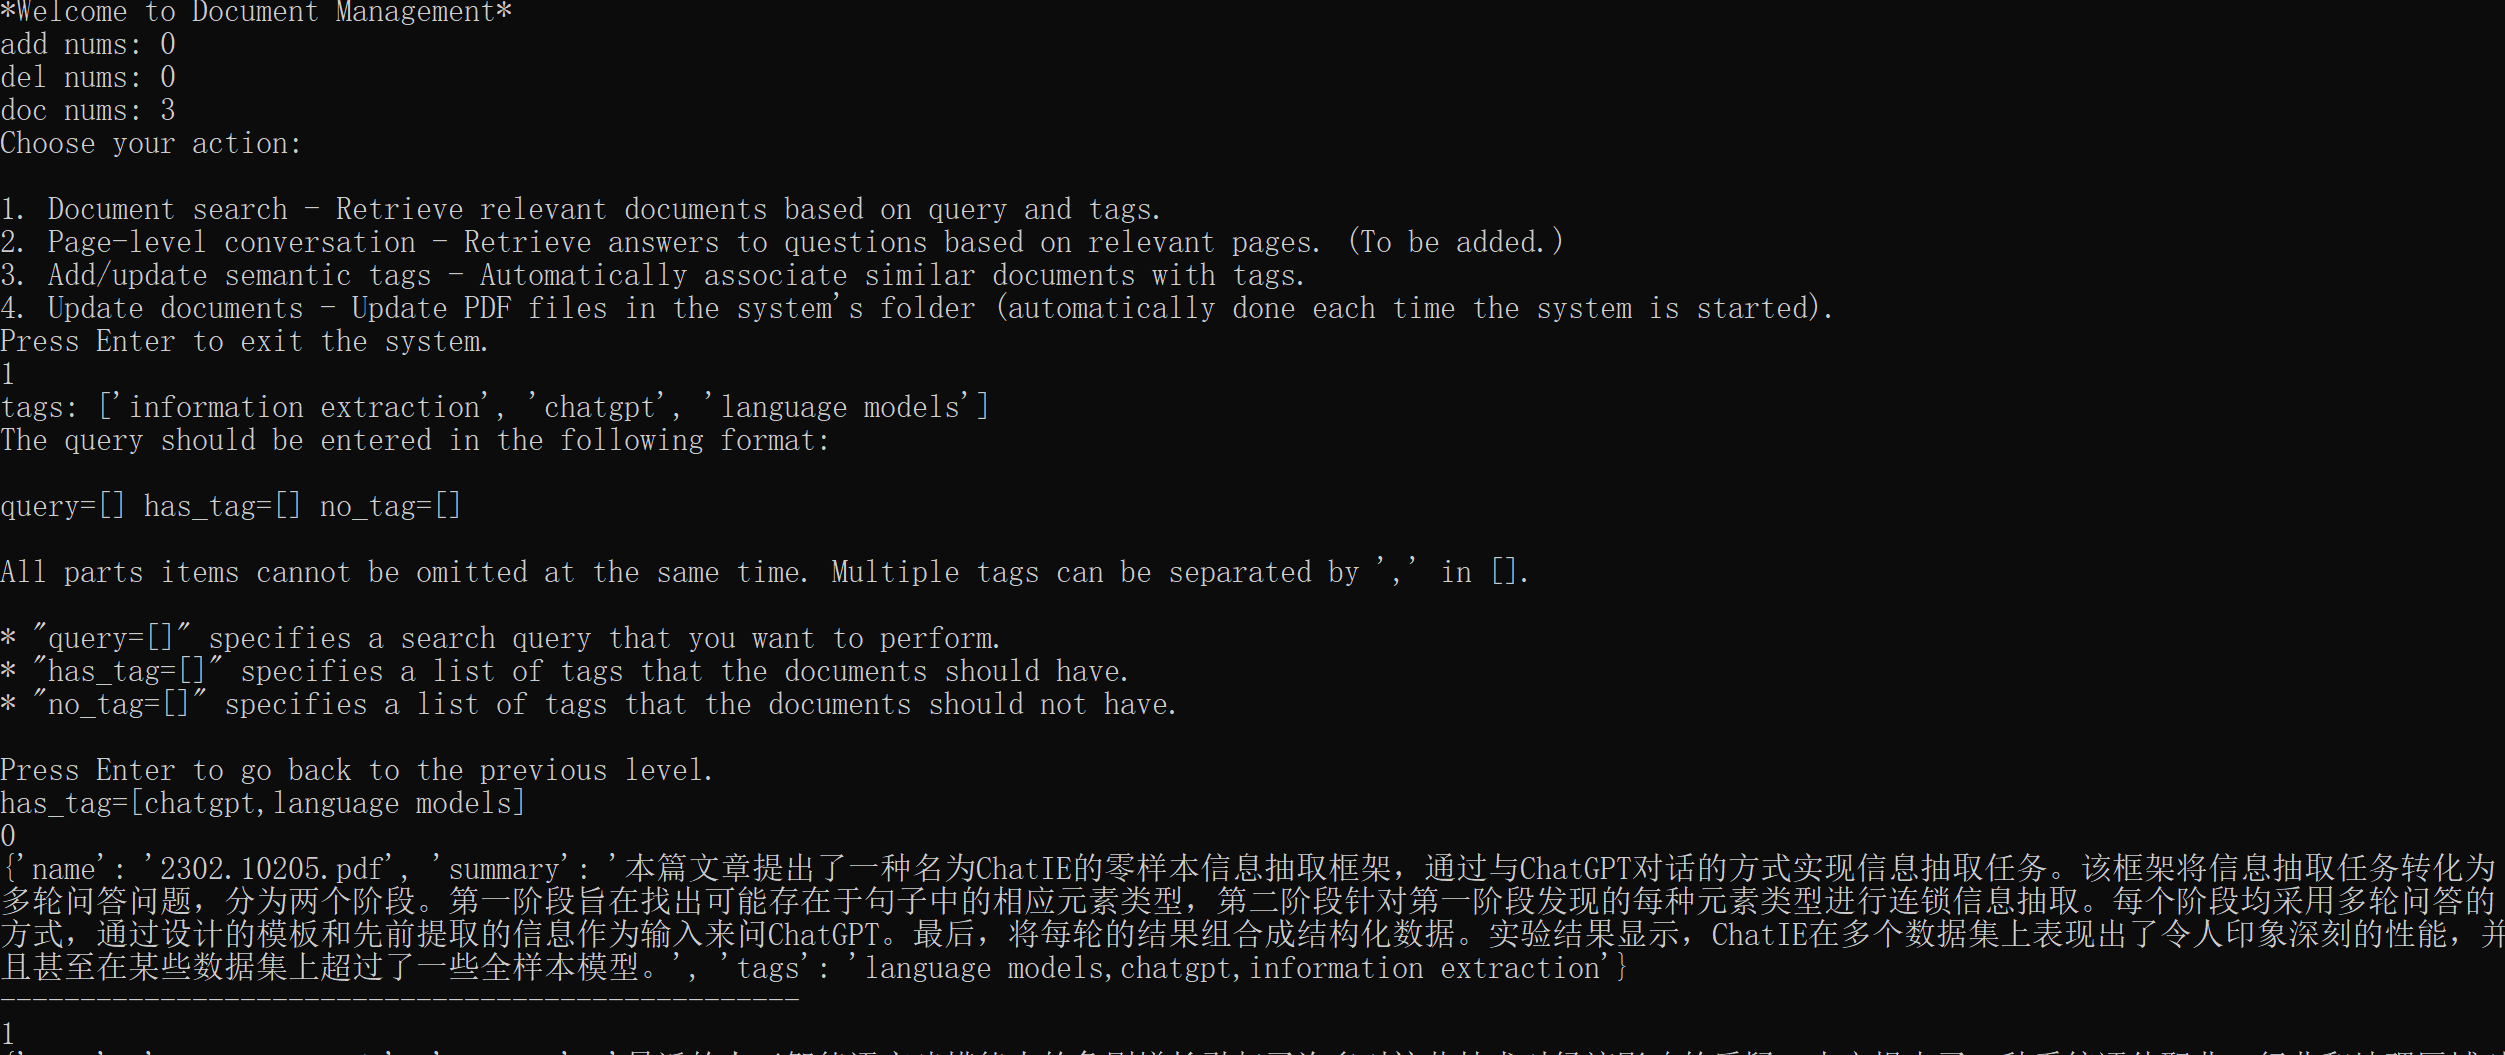 *Welcome to Document Management*
add nums: 0
del nums: 0
doc nums: 3
Choose your action:
1. Document search - Retrieve relevant documents based on query and tags.
2. Page-level conversation - Retrieve answers to questions based on relevant pages. (To be added.)
3. Add/update semantic tags - Automatically associate similar documents with tags.
4. Update documents - Update PDF files in the system's folder (automatically done each time the system is started).
Press Enter to exit the system.
1
tags: ['information extraction', 'chatgpt', 'language models']
The query should be entered in the following format:
query=[] has_tag=[] no_tag=[]
All parts items cannot be omitted at the same time. Multiple tags can be separated by ',' in [].
* "query=[]" specifies a search query that you want to perform.
* "has_tag=[]" specifies a list of tags that the documents should have.
* "no_tag=[]" specifies a list of tags that the documents should not have.
Press Enter to go back to the previous level.
has_tag=[chatgpt,language models]
0
{'name': '2302.10205.pdf', 'summary': '本篇文章提出了一种名为ChatIE的零样本信息抽取框架，通过与ChatGPT对话的方式实现信息抽取任务。该框架将信息抽取任务转化为
多轮问答问题，分为两个阶段。第一阶段旨在找出可能存在于句子中的相应元素类型，第二阶段针对第一阶段发现的每种元素类型进行连锁信息抽取。每个阶段均采用多轮问答的
方式，通过设计的模板和先前提取的信息作为输入来问ChatGPT。最后，将每轮的结果组合成结构化数据。实验结果显示，ChatIE在多个数据集上表现出了令人印象深刻的性能，并
且甚至在某些数据集上超过了一些全样本模型。', 'tags': 'language models,chatgpt,information extraction'}
--------------------------------------------------
1